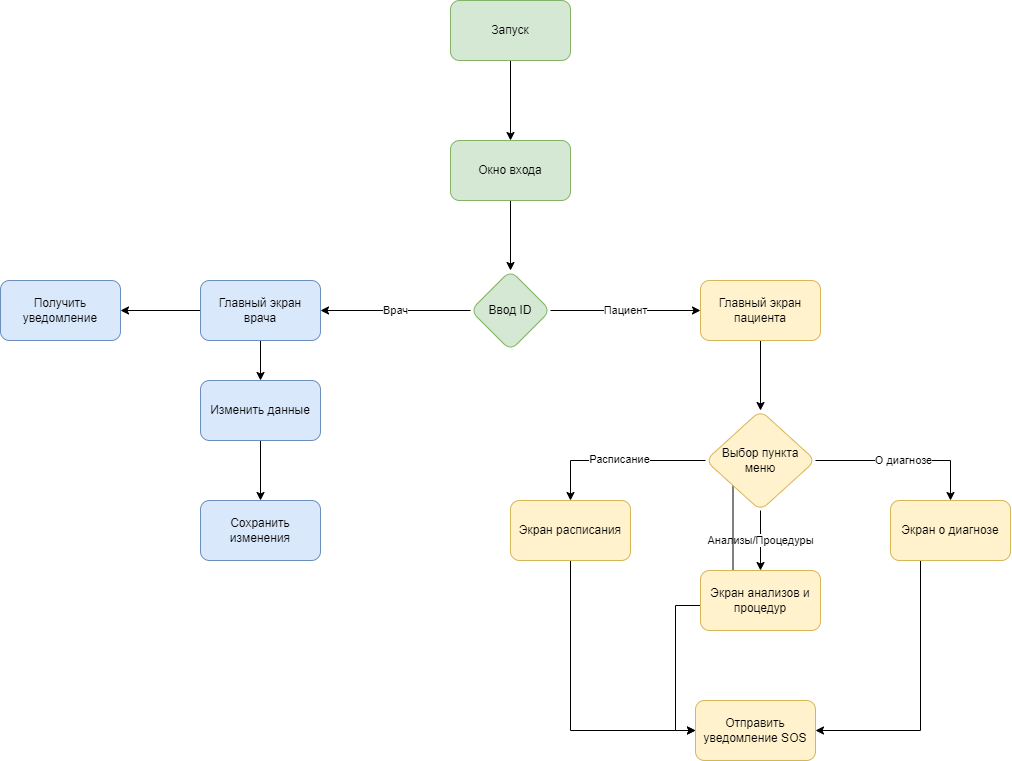 Запуск
Окно входа
Получить
уведомление
Главный экран
врача
Врач
Ввод ID
Пациент
Главный экран
пациента
Изменить данные
Выбор пункта
меню
Расписание
О диагнозе
Сохранить
изменения
Экран расписания
Анализы/Процедуры
Экран о диагнозе
Экран анализов и
процедур
Отправить
уведомление SOS